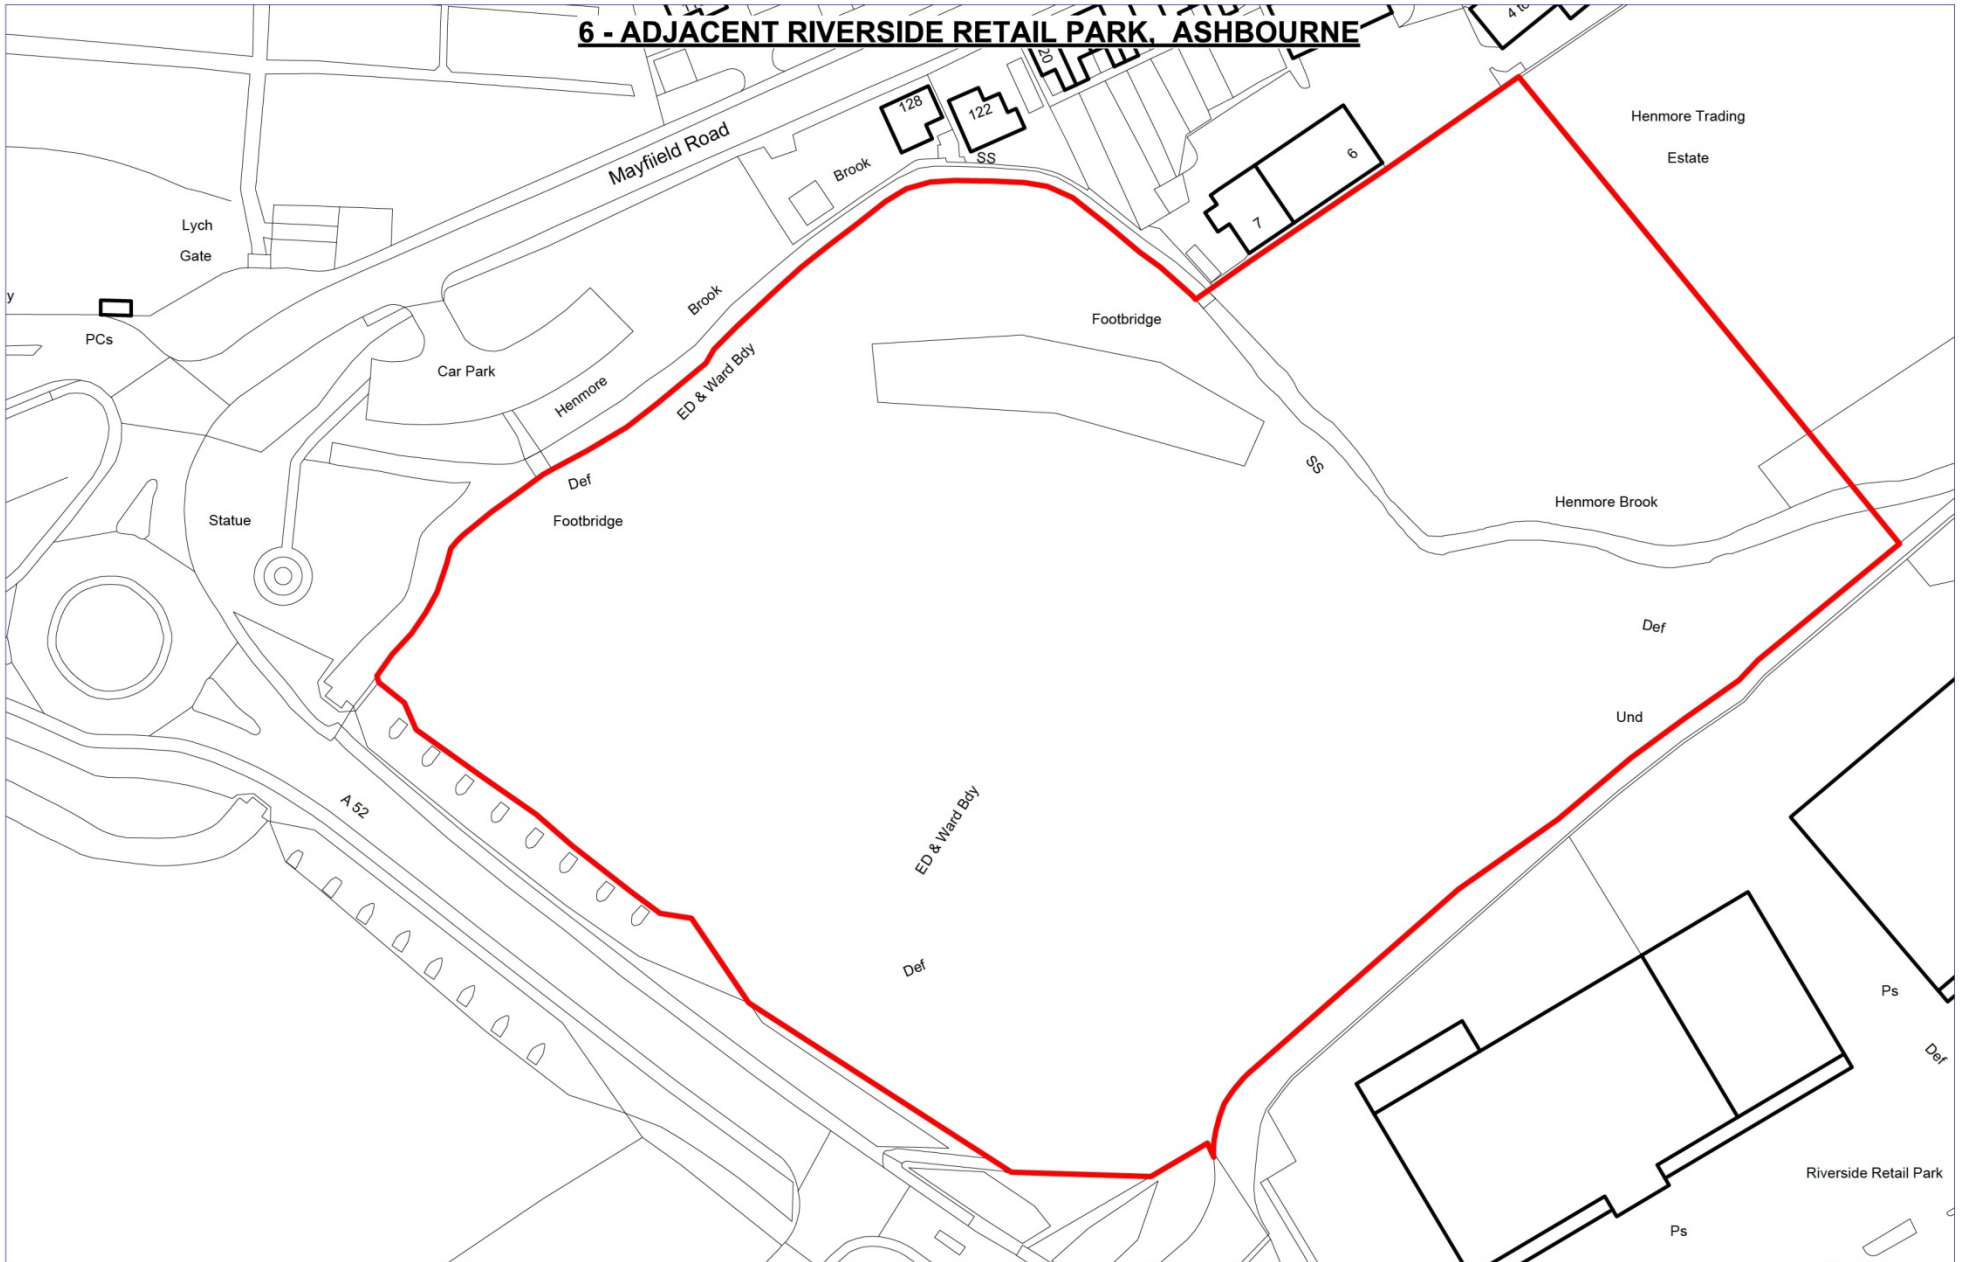 6 - ADJACENT RIVERSIDE RETAIL PARK, ASHBOURNE
20
128
122
SS
Mayfiield Road
Brook
Henmore Trading
Estate
6
7
Lych
Gate
y
PCs
Brook
Footbridge
Car Park
Henmore
ED & Ward Bdy
Def
Footbridge
SS
Henmore Brook
Statue
Def
Und
A 52
ED & Ward Bdy
Def
Ps
Def
Riverside Retail Park
Ps